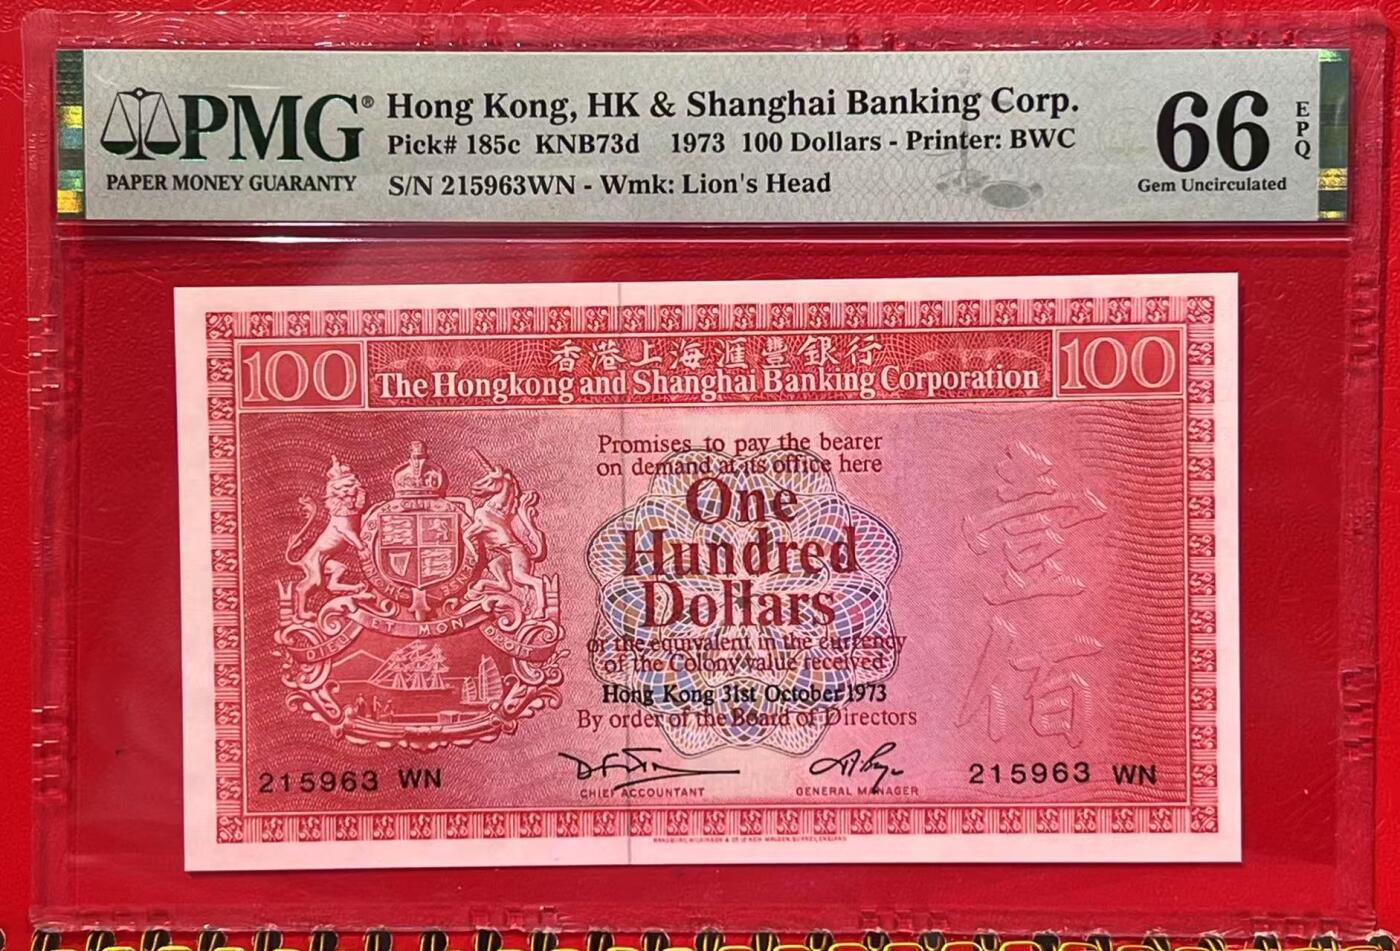 PMG® Hong Kong, HK & Shanghai Banking Corp.
Pick# 185c KNB73d 1973 100 Dollars - Printer: BWC
PAPER MONEY GUARANTY
S/N 215963WN - Wmk: Lion's Head
66 EPQ
Gem Uncirculated
100
香港上海滙豐銀行
100
The Hongkong and Shanghai Banking Corporation
Promises to pay the bearer
on demand at its office here
One
Hundred
Dollars
or the equivalent in the currency
of the Colony value received
Hong Kong 31st October 1973
By order of the Board of Directors
壹
佰
DIEU ET MON DROIT
215963 WN
CHIEF ACCOUNTANT
GENERAL MANAGER
215963 WN